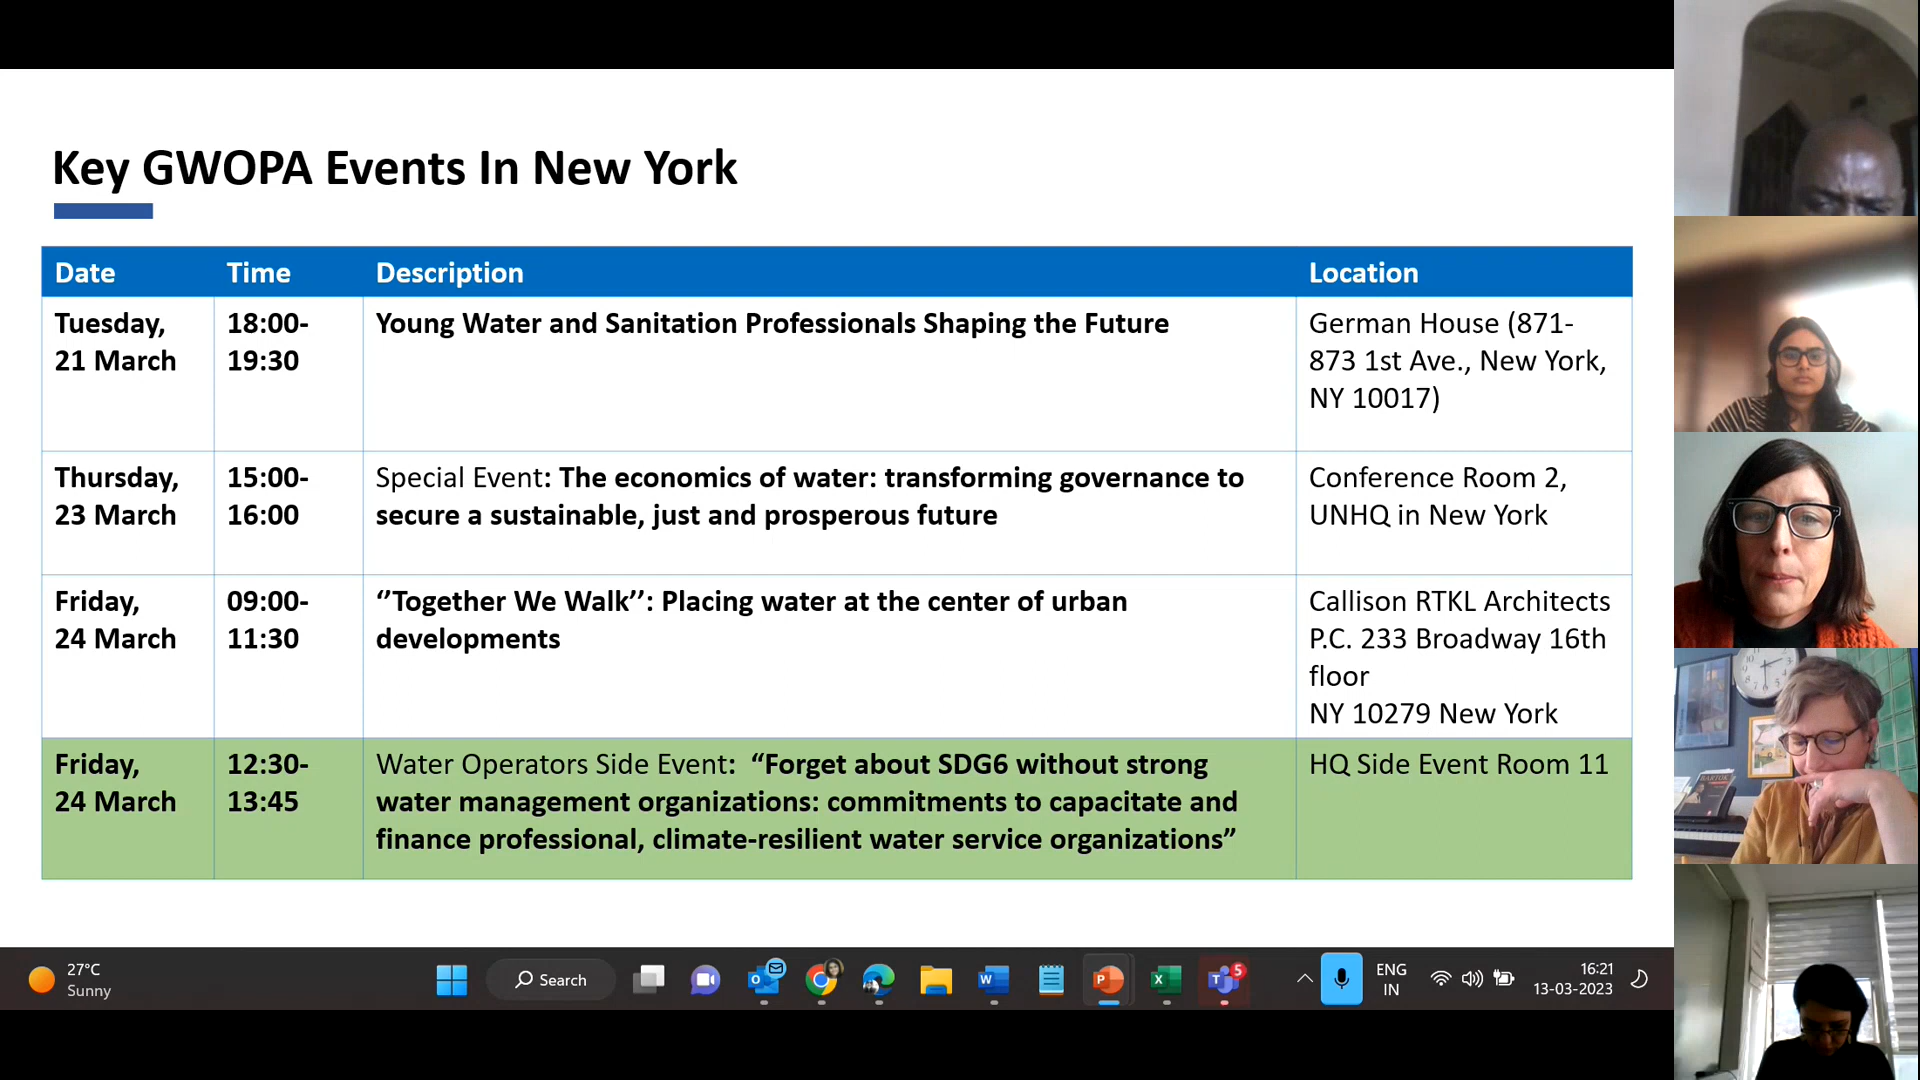 Key GWOPA Events In New York
Date Time Description Location
Tuesday,
21 March
18:00-
19:30
Young Water and Sanitation Professionals Shaping the Future
German House (871-
873 1st Ave., New York,
NY 10017)
Thursday,
23 March
15:00-
16:00
Special Event: The economics of water: transforming governance to
secure a sustainable, just and prosperous future
Conference Room 2,
UNHQ in New York
Friday,
24 March
09:00-
11:30
‘’Together We Walk’’: Placing water at the center of urban
developments
Callison RTKL Architects
P.C. 233 Broadway 16th
floor
NY 10279 New York
Friday,
24 March
12:30-
13:45
Water Operators Side Event:  “Forget about SDG6 without strong
water management organizations: commitments to capacitate and
finance professional, climate-resilient water service organizations”
HQ Side Event Room 11
27°C
Sunny
Search
5
ENG
IN
16:21
13-03-2023
BARTOK